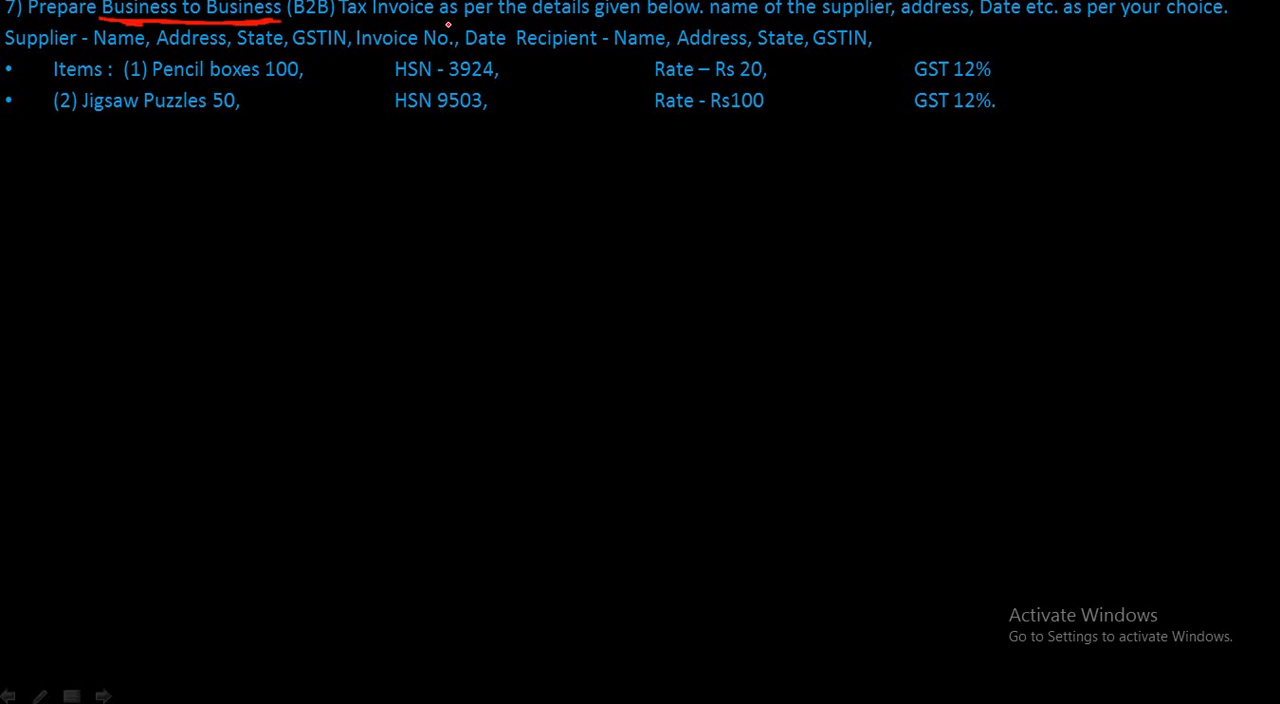 7) Prepare Business to Business (B2B) Tax Invoice as per the details given below. name of the supplier, address, Date etc. as per your choice.
Supplier - Name, Address, State, GSTIN, Invoice No., Date Recipient - Name, Address, State, GSTIN,
• Items : (1) Pencil boxes 100, HSN - 3924, Rate – Rs 20, GST 12%
• (2) Jigsaw Puzzles 50, HSN 9503, Rate - Rs100 GST 12%.
Activate Windows
Go to Settings to activate Windows.